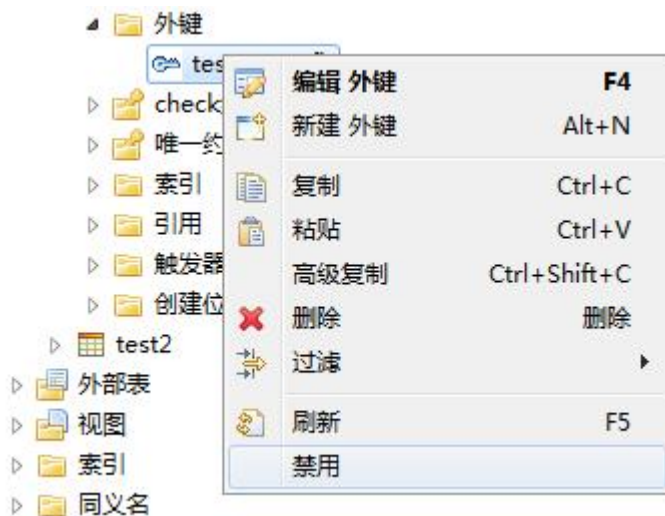 外键
编辑 外键 F4
check
新建 外键 Alt+N
唯一约
索引
复制 Ctrl+C
引用
粘贴 Ctrl+V
触发器
高级复制 Ctrl+Shift+C
创建位
删除 删除
test2
过滤
外部表
视图
刷新 F5
索引
禁用
同义名